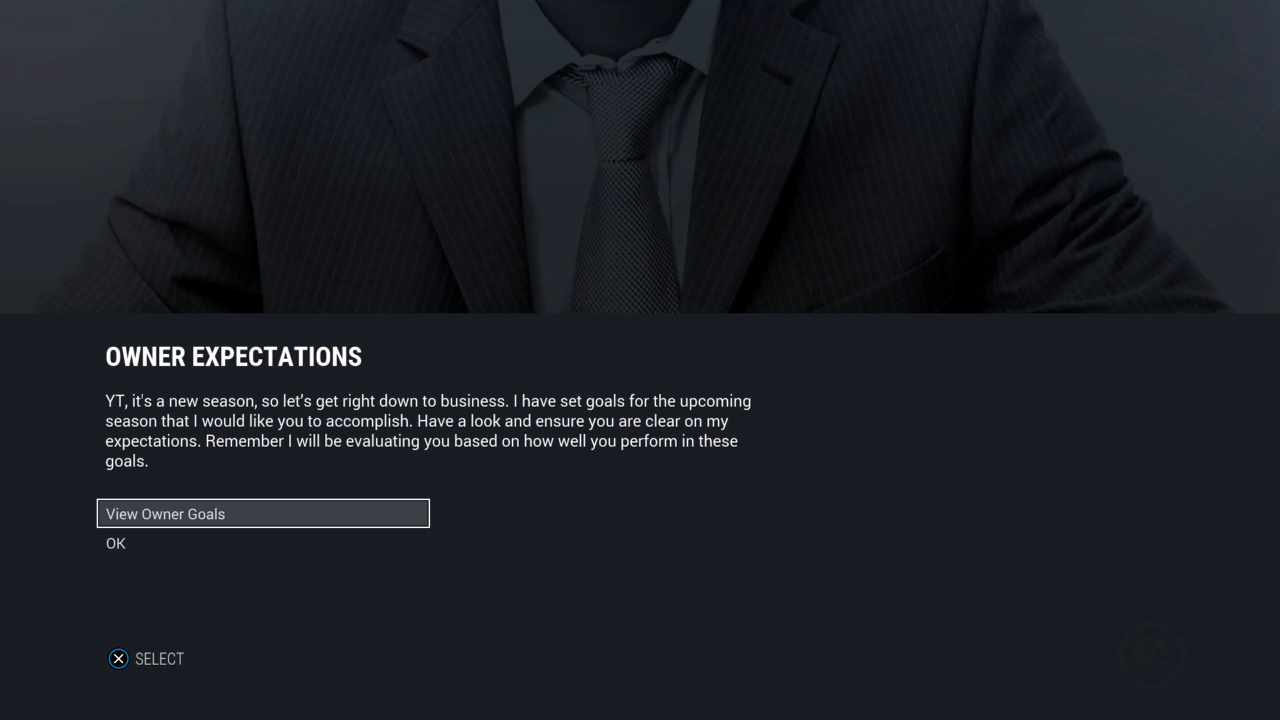 OWNER EXPECTATIONS
YT, it's a new season, so let's get right down to business. I have set goals for the upcoming
season that I would like you to accomplish. Have a look and ensure you are clear on my
expectations. Remember I will be evaluating you based on how well you perform in these
goals.
View Owner Goals
OK
SELECT
EA